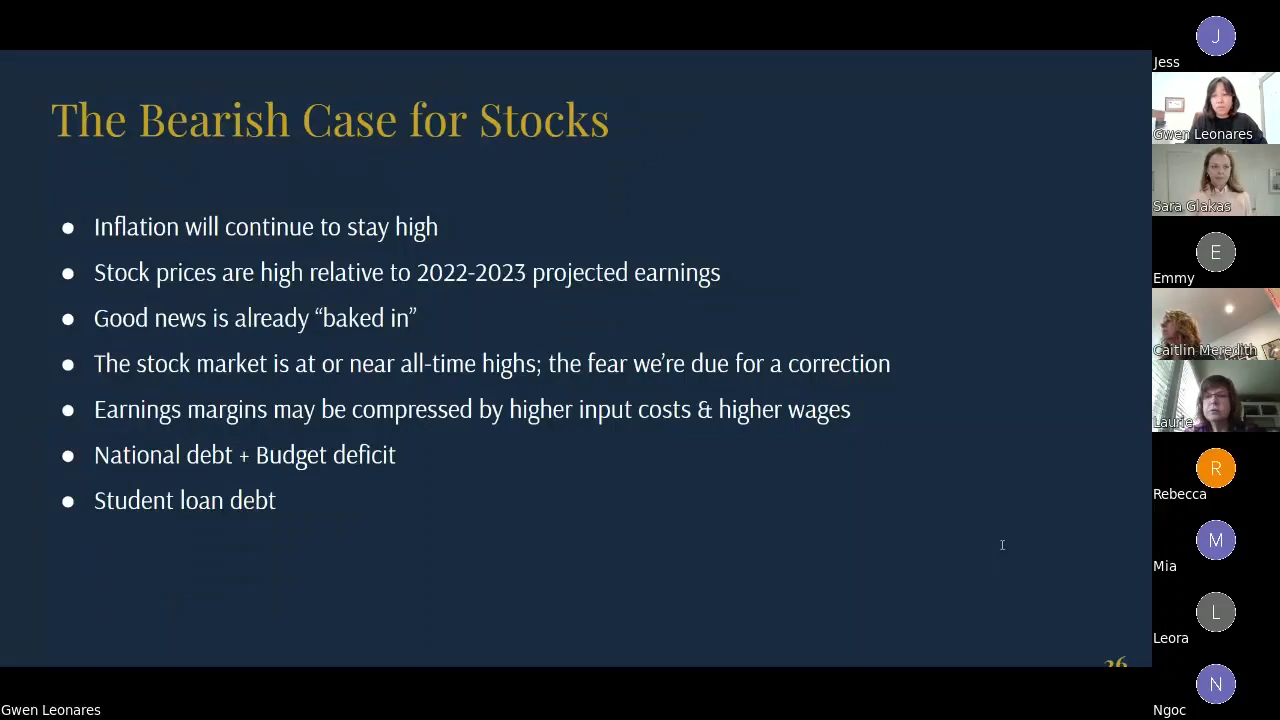 The Bearish Case for Stocks
● Inflation will continue to stay high
● Stock prices are high relative to 2022-2023 projected earnings
● Good news is already “baked in”
● The stock market is at or near all-time highs; the fear we’re due for a correction
● Earnings margins may be compressed by higher input costs & higher wages
● National debt + Budget deficit
● Student loan debt
26
Gwen Leonares
J
Jess
Gwen Leonares
Sara Glakas
E
Emmy
Caitlin Meredith
Laurie
R
Rebecca
M
Mia
L
Leora
N
Ngoc